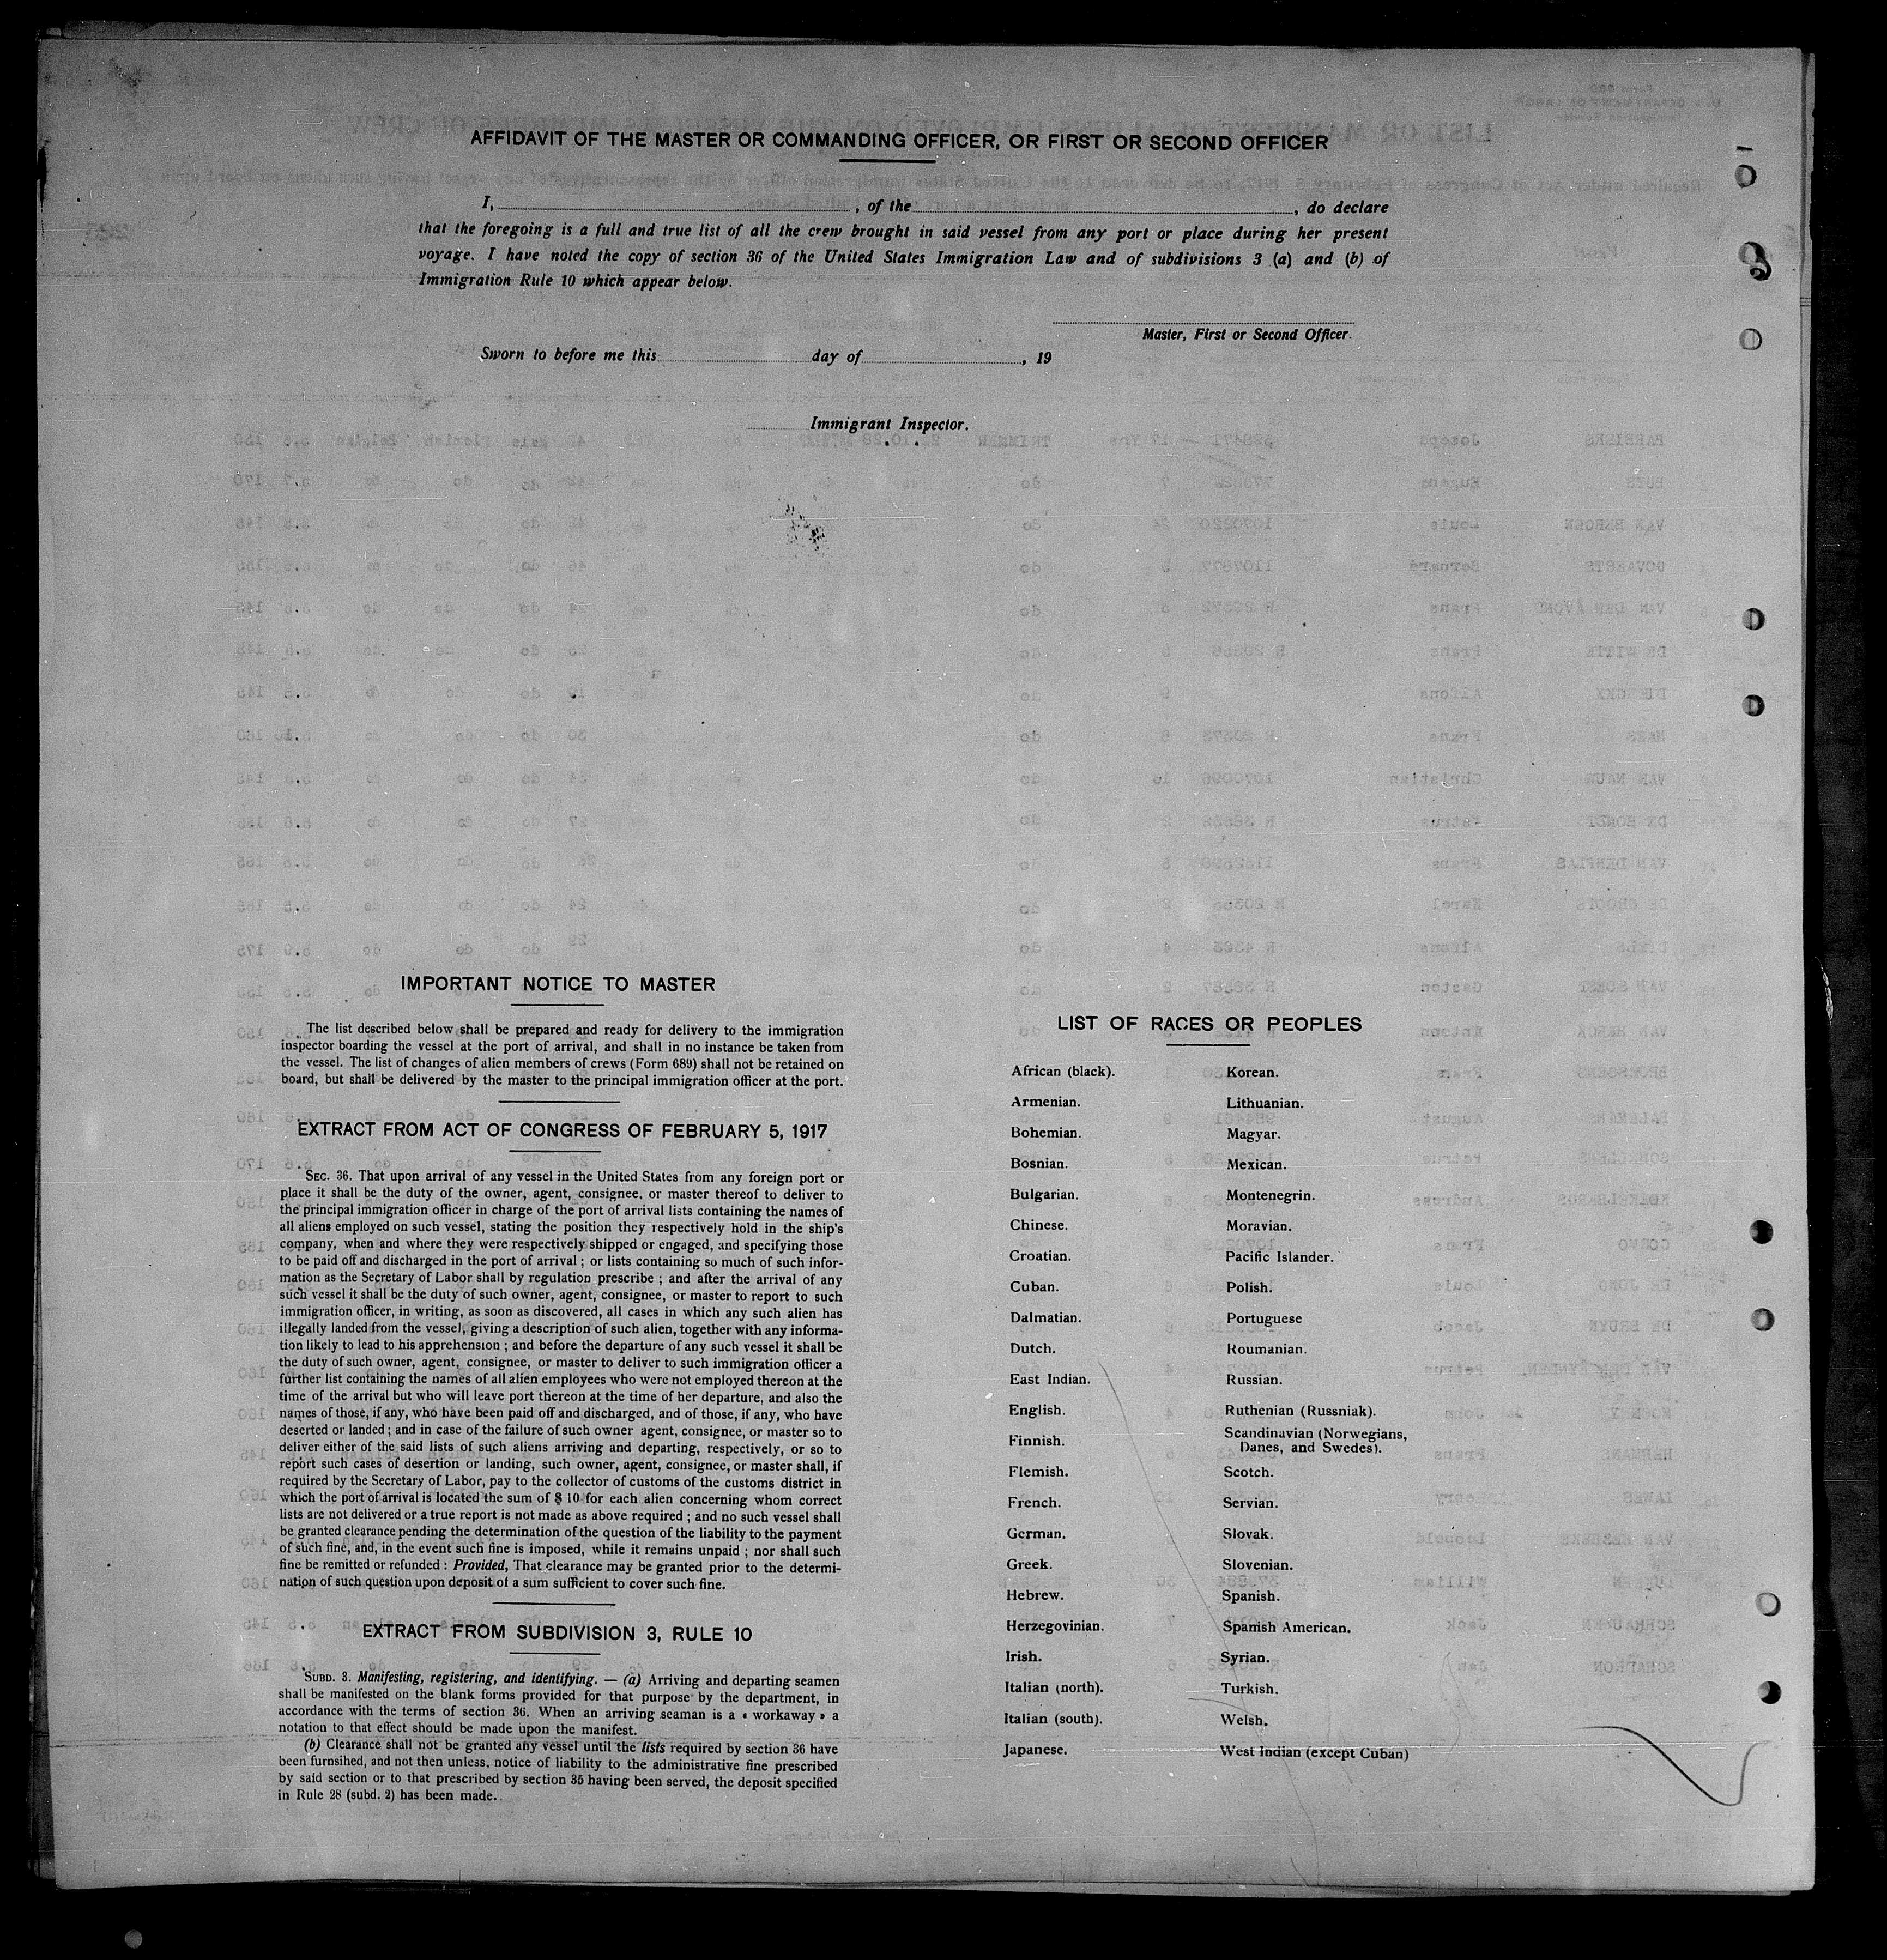 AFFIDAVIT OF THE MASTER OR COMMANDING OFFICER, OR FIRST OR SECOND OFFICER
I, , of the , do declare
that the foregoing is a full and true list of all the crew brought in said vessel from any port or place during her present
voyage. I have noted the copy of section 36 of the United States Immigration Law and of subdivisions 3 (a) and (b) of
Immigration Rule 10 which appear below.
Master, First or Second Officer.
Sworn to before me this day of , 19
Immigrant Inspector.
IMPORTANT NOTICE TO MASTER
The list described below shall be prepared and ready for delivery to the immigration
inspector boarding the vessel at the port of arrival, and shall in no instance be taken from
the vessel. The list of changes of alien members of crews (Form 689) shall not be retained on
board, but shall be delivered by the master to the principal immigration officer at the port.
EXTRACT FROM ACT OF CONGRESS OF FEBRUARY 5, 1917
SEC. 36. That upon arrival of any vessel in the United States from any foreign port or
place it shall be the duty of the owner, agent, consignee, or master thereof to deliver to
the principal immigration officer in charge of the port of arrival lists containing the names of
all aliens employed on such vessel, stating the position they respectively hold in the ship's
company, when and where they were respectively shipped or engaged, and specifying those
to be paid off and discharged in the port of arrival ; or lists containing so much of such infor-
mation as the Secretary of Labor shall by regulation prescribe ; and after the arrival of any
such vessel it shall be the duty of such owner, agent, consignee, or master to report to such
immigration officer, in writing, as soon as discovered, all cases in which any such alien has
illegally landed from the vessel, giving a description of such alien, together with any informa-
tion likely to lead to his apprehension ; and before the departure of any such vessel it shall be
the duty of such owner, agent, consignee, or master to deliver to such immigration officer a
further list containing the names of all alien employees who were not employed thereon at the
time of the arrival but who will leave port thereon at the time of her departure, and also the
names of those, if any, who have been paid off and discharged, and of those, if any, who have
deserted or landed ; and in case of the failure of such owner agent, consignee, or master so to
deliver either of the said lists of such aliens arriving and departing, respectively, or so to
report such cases of desertion or landing, such owner, agent, consignee, or master shall, if
required by the Secretary of Labor, pay to the collector of customs of the customs district in
which the port of arrival is located the sum of $ 10 for each alien concerning whom correct
lists are not delivered or a true report is not made as above required ; and no such vessel shall
be granted clearance pending the determination of the question of the liability to the payment
of such fine, and, in the event such fine is imposed, while it remains unpaid ; nor shall such
fine be remitted or refunded : Provided, That clearance may be granted prior to the determi-
nation of such question upon deposit of a sum sufficient to cover such fine.
EXTRACT FROM SUBDIVISION 3, RULE 10
SUBD. 3. Manifesting, registering, and identifying. — (a) Arriving and departing seamen
shall be manifested on the blank forms provided for that purpose by the department, in
accordance with the terms of section 36. When an arriving seaman is a « workaway » a
notation to that effect should be made upon the manifest.
(b) Clearance shall not be granted any vessel until the lists required by section 36 have
been furnsihed, and not then unless, notice of liability to the administrative fine prescribed
by said section or to that prescribed by section 35 having been served, the deposit specified
in Rule 28 (subd. 2) has been made.
LIST OF RACES OR PEOPLES
African (black).
Armenian.
Bohemian.
Bosnian.
Bulgarian.
Chinese.
Croatian.
Cuban.
Dalmatian.
Dutch.
East Indian.
English.
Finnish.
Flemish.
French.
German.
Greek.
Hebrew.
Herzegovinian.
Irish.
Italian (north).
Italian (south).
Japanese.
Korean.
Lithuanian.
Magyar.
Mexican.
Montenegrin.
Moravian.
Pacific Islander.
Polish.
Portuguese
Roumanian.
Russian.
Ruthenian (Russniak).
Scandinavian (Norwegians,
Danes, and Swedes).
Scotch.
Servian.
Slovak.
Slovenian.
Spanish.
Spanish American.
Syrian.
Turkish.
Welsh.
West Indian (except Cuban)